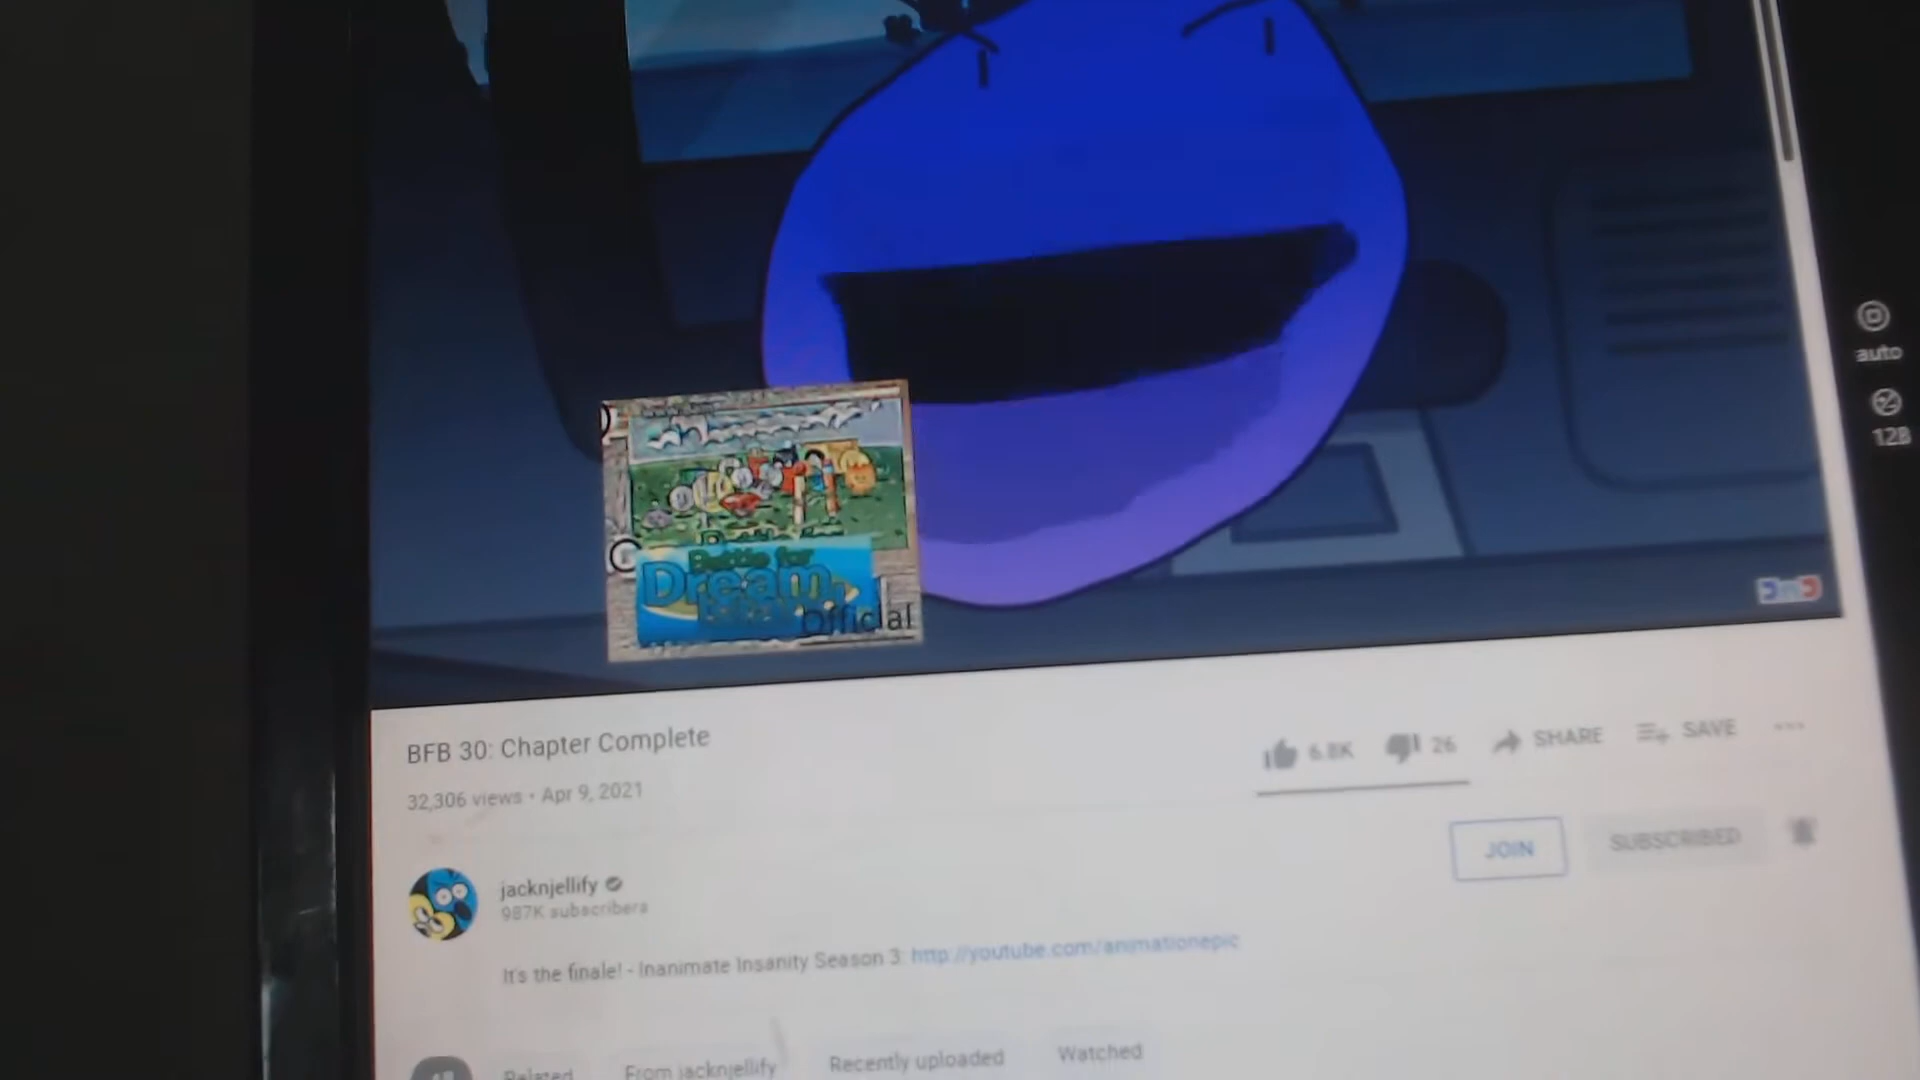 auto
128
Battle for
Dream
Official
BFB 30: Chapter Complete
32,306 views • Apr 9, 2021
6.8K
26
SHARE
SAVE
JOIN
SUBSCRIBED
jacknjellify
987K subscribers
It's the finale! - Inanimate Insanity Season 3: http://youtube.com/animationepic
Related
From jacknjellify
Recently uploaded
Watched